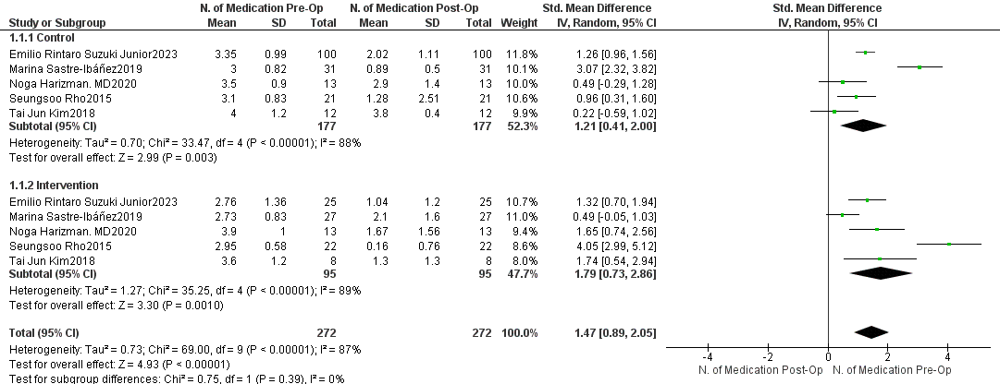 N. of Medication Pre-Op N. of Medication Post-Op Std. Mean Difference Std. Mean Difference
Study or Subgroup Mean SD Total Mean SD Total Weight IV, Random, 95% CI IV, Random, 95% CI
1.1.1 Control
Emilio Rintaro Suzuki Junior2023 3.35 0.99 100 2.02 1.11 100 11.8% 1.26 [0.96, 1.56]
Marina Sastre-Ibáñez2019 3 0.82 31 0.89 0.5 31 10.1% 3.07 [2.32, 3.82]
Noga Harizman. MD2020 3.5 0.9 13 2.9 1.4 13 10.0% 0.49 [-0.29, 1.28]
Seungsoo Rho2015 3.1 0.83 21 1.28 2.51 21 10.6% 0.96 [0.31, 1.60]
Tai Jun Kim2018 4 1.2 12 3.8 0.4 12 9.9% 0.22 [-0.59, 1.02]
Subtotal (95% CI) 177 177 52.3% 1.21 [0.41, 2.00]
Heterogeneity: Tau² = 0.70; Chi² = 33.47, df = 4 (P < 0.00001); I² = 88%
Test for overall effect: Z = 2.99 (P = 0.003)
1.1.2 Intervention
Emilio Rintaro Suzuki Junior2023 2.76 1.36 25 1.04 1.2 25 10.7% 1.32 [0.70, 1.94]
Marina Sastre-Ibáñez2019 2.73 0.83 27 2.1 1.6 27 11.0% 0.49 [-0.05, 1.03]
Noga Harizman. MD2020 3.9 1 13 1.67 1.56 13 9.4% 1.65 [0.74, 2.56]
Seungsoo Rho2015 2.95 0.58 22 0.16 0.76 22 8.6% 4.05 [2.99, 5.12]
Tai Jun Kim2018 3.6 1.2 8 1.3 1.3 8 8.0% 1.74 [0.54, 2.94]
Subtotal (95% CI) 95 95 47.7% 1.79 [0.73, 2.86]
Heterogeneity: Tau² = 1.27; Chi² = 35.25, df = 4 (P < 0.00001); I² = 89%
Test for overall effect: Z = 3.30 (P = 0.0010)
Total (95% CI) 272 272 100.0% 1.47 [0.89, 2.05]
Heterogeneity: Tau² = 0.73; Chi² = 69.00, df = 9 (P < 0.00001); I² = 87%
Test for overall effect: Z = 4.93 (P < 0.00001)
Test for subgroup differences: Chi² = 0.75, df = 1 (P = 0.39), I² = 0%
-4 -2 0 2 4
N. of Medication Post-Op N. of Medication Pre-Op